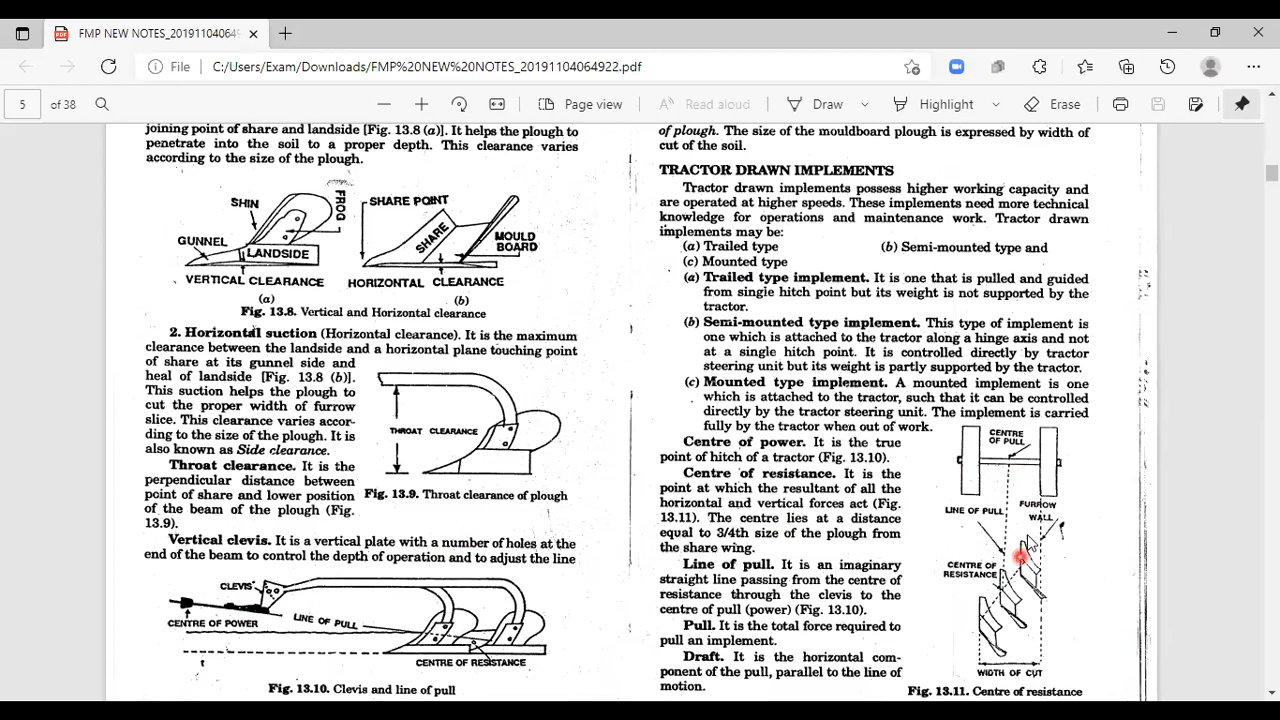 FMP NEW NOTES_201911040649
File
C:/Users/Exam/Downloads/FMP%20NEW%20NOTES_20191104064922.pdf
5
of 38
Page view
Read aloud
Draw
Highlight
Erase
joining point of share and landside [Fig. 13.8 (a)]. It helps the plough to
penetrate into the soil to a proper depth. This clearance varies
according to the size of the plough.
SHIN
FROG
GUNNEL
LANDSIDE
VERTICAL CLEARANCE
(a)
SHARE POINT
SHARE
MOULD
BOARD
HORIZONTAL CLEARANCE
(b)
Fig. 13.8. Vertical and Horizontal clearance
2. Horizontal suction (Horizontal clearance). It is the maximum
clearance between the landside and a horizontal plane touching point
of share at its gunnel side and
heal of landside [Fig. 13.8 (b)].
This suction helps the plough to
cut the proper width of furrow
slice. This clearance varies accor-
ding to the size of the plough. It is
also known as Side clearance.
Throat clearance. It is the
perpendicular distance between
point of share and lower position
of the beam of the plough (Fig.
13.9).
THROAT CLEARANCE
Fig. 13.9. Throat clearance of plough
Vertical clevis. It is a vertical plate with a number of holes at the
end of the beam to control the depth of operation and to adjust the line
CLEVIS
CENTRE OF POWER
LINE OF PULL
CENTRE OF RESISTANCE
Fig. 13.10. Clevis and line of pull
of plough. The size of the mouldboard plough is expressed by width of
cut of the soil.
TRACTOR DRAWN IMPLEMENTS
Tractor drawn implements possess higher working capacity and
are operated at higher speeds. These implements need more technical
knowledge for operations and maintenance work. Tractor drawn
implements may be:
(a) Trailed type (b) Semi-mounted type and
(c) Mounted type
(a) Trailed type implement. It is one that is pulled and guided
from single hitch point but its weight is not supported by the
tractor.
(b) Semi-mounted type implement. This type of implement is
one which is attached to the tractor along a hinge axis and not
at a single hitch point. It is controlled directly by tractor
steering unit but its weight is partly supported by the tractor.
(c) Mounted type implement. A mounted implement is one
which is attached to the tractor, such that it can be controlled
directly by the tractor steering unit. The implement is carried
fully by the tractor when out of work.
Centre of power. It is the true
point of hitch of a tractor (Fig. 13.10).
Centre of resistance. It is the
point at which the resultant of all the
horizontal and vertical forces act (Fig.
13.11). The centre lies at a distance
equal to 3/4th size of the plough from
the share wing.
Line of pull. It is an imaginary
straight line passing from the centre of
resistance through the clevis to the
centre of pull (power) (Fig. 13.10).
Pull. It is the total force required to
pull an implement.
Draft. It is the horizontal com-
ponent of the pull, parallel to the line of
motion.
CENTRE
OF PULL
LINE OF PULL
FURROW
WALL
CENTRE OF
RESISTANCE
WIDTH OF CUT
Fig. 13.11. Centre of resistance